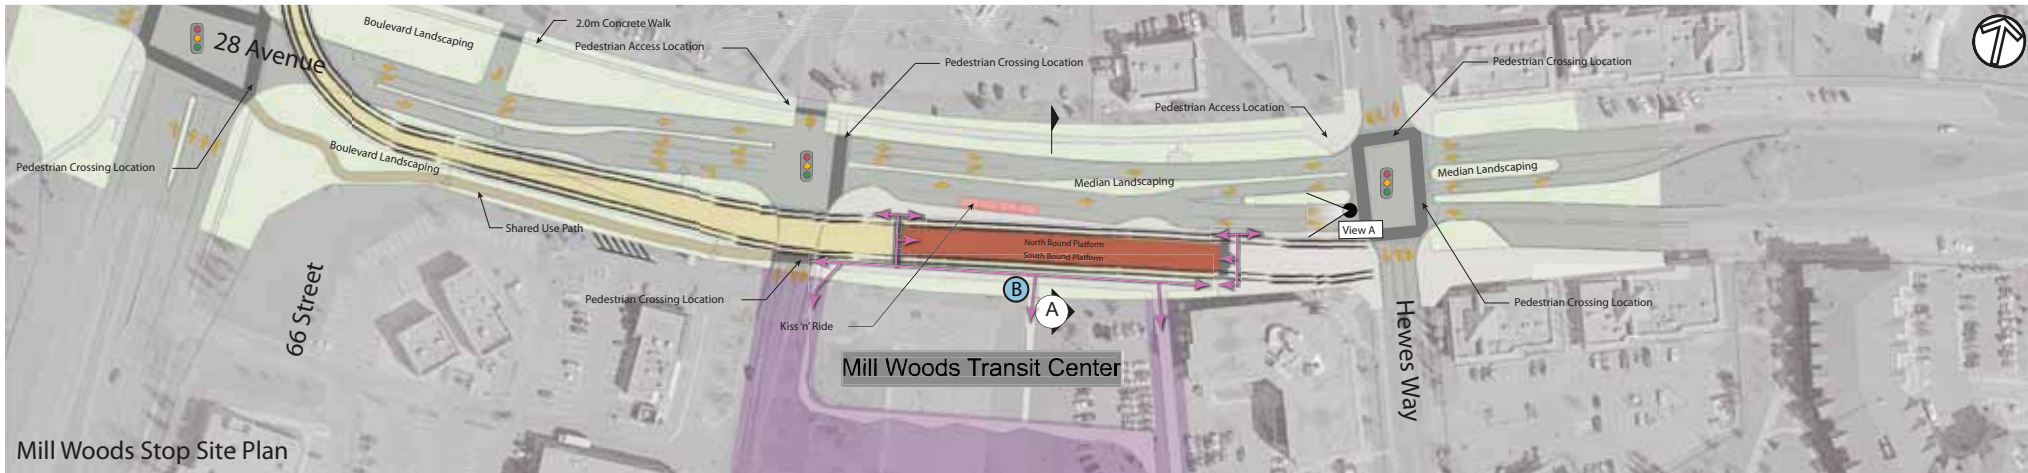 28 Avenue
Boulevard Landscaping
2.0m Concrete Walk
Pedestrian Access Location
Pedestrian Crossing Location
Pedestrian Crossing Location
Pedestrian Access Location
Pedestrian Crossing Location
Boulevard Landscaping
Median Landscaping
Median Landscaping
Shared Use Path
View A
North Bound Platform
South Bound Platform
66 Street
Pedestrian Crossing Location
B
A
Pedestrian Crossing Location
Kiss 'n' Ride
Hewes Way
Mill Woods Transit Center
Mill Woods Stop Site Plan